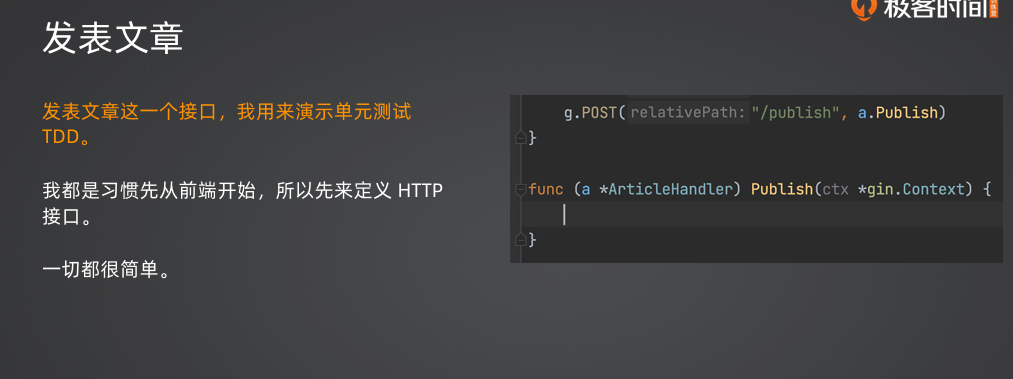 极客时间
发表文章
发表文章这一个接口，我用来演示单元测试
TDD。
我都是习惯先从前端开始，所以先来定义 HTTP
接口。
一切都很简单。
g.POST( relativePath: "/publish", a.Publish)
}
func (a *ArticleHandler) Publish(ctx *gin.Context) {
}